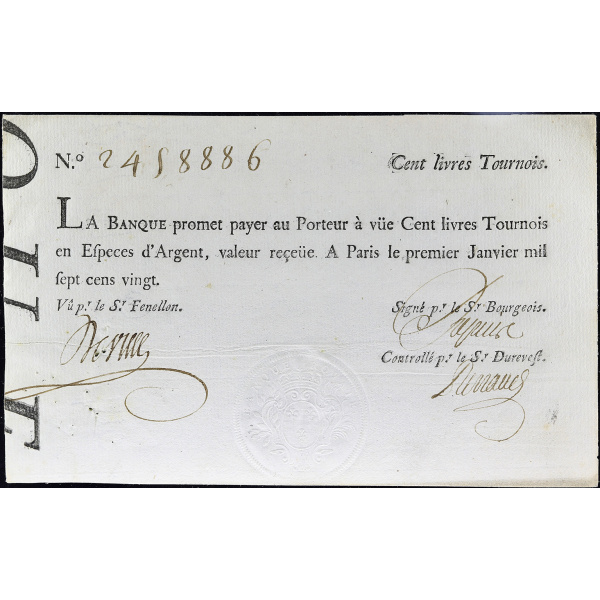 N.º 2458886 Cent livres Tournois.
LA BANQUE promet payer au Porteur à vüe Cent livres Tournois
en Eſpeces d'Argent, valeur reçeüe. A Paris le premier Janvier mil
ſept cens vingt.
Vû p.r le S.r Fenellon. Signé p.r le S.r Bourgeois.
Controllé p.r le S.r Dureveſt.